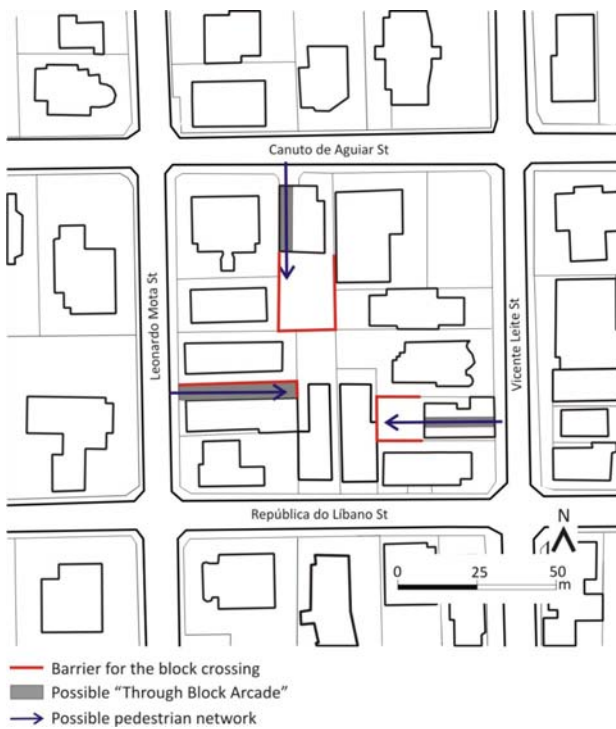 Canuto de Aguiar St
Leonardo Mota St
Vicente Leite St
República do Líbano St
N
0 25 50
m
Barrier for the block crossing
Possible “Through Block Arcade”
Possible pedestrian network